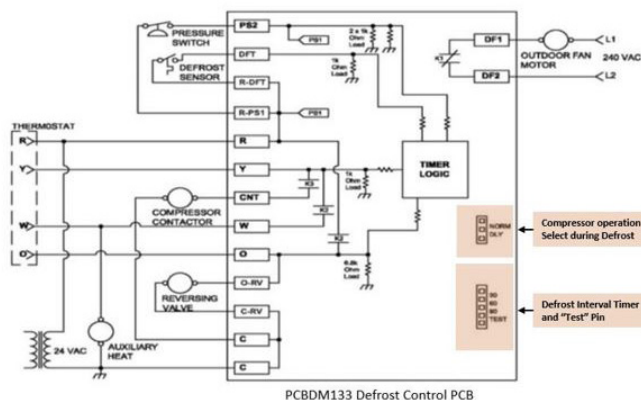 PRESSURE
SWITCH
DEFROST
SENSOR
THERMOSTAT
R
Y
W
O
COMPRESSOR
CONTACTOR
REVERSING
VALVE
24 VAC
AUXILIARY
HEAT
PS2
DFT
R-DFT
R-PS1
R
Y
CNT
W
O
O-RV
C-RV
C
C
PS1
PS1
2 x 1k
Ohm
Load
1k
Ohm
Load
1k
Ohm
Load
6.8k
Ohm
Load
K3
K2
K2
TIMER
LOGIC
K1
DF1
DF2
OUTDOOR FAN
MOTOR
L1
240 VAC
L2
NORM
DLY
Compressor operation
Select during Defrost
30
60
90
TEST
Defrost Interval Timer
and "Test" Pin
PCBDM133 Defrost Control PCB